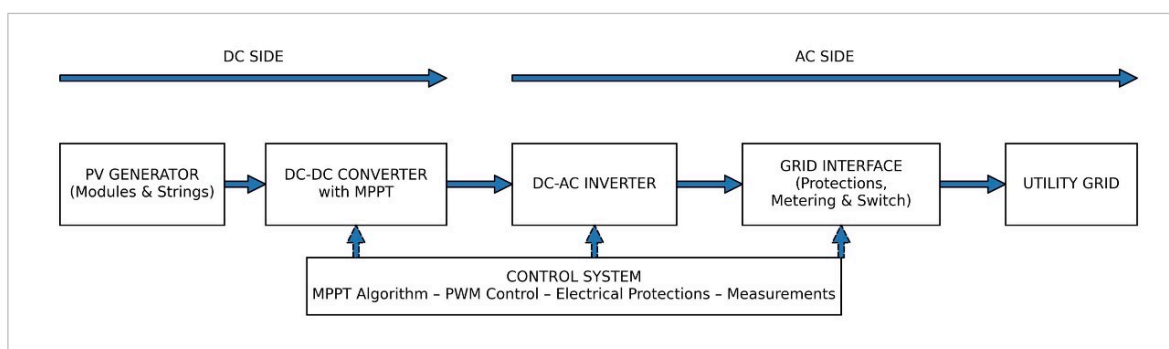 DC SIDE
AC SIDE
PV GENERATOR
(Modules & Strings)
DC-DC CONVERTER
with MPPT
DC-AC INVERTER
GRID INTERFACE
(Protections,
Metering & Switch)
UTILITY GRID
CONTROL SYSTEM
MPPT Algorithm – PWM Control – Electrical Protections – Measurements